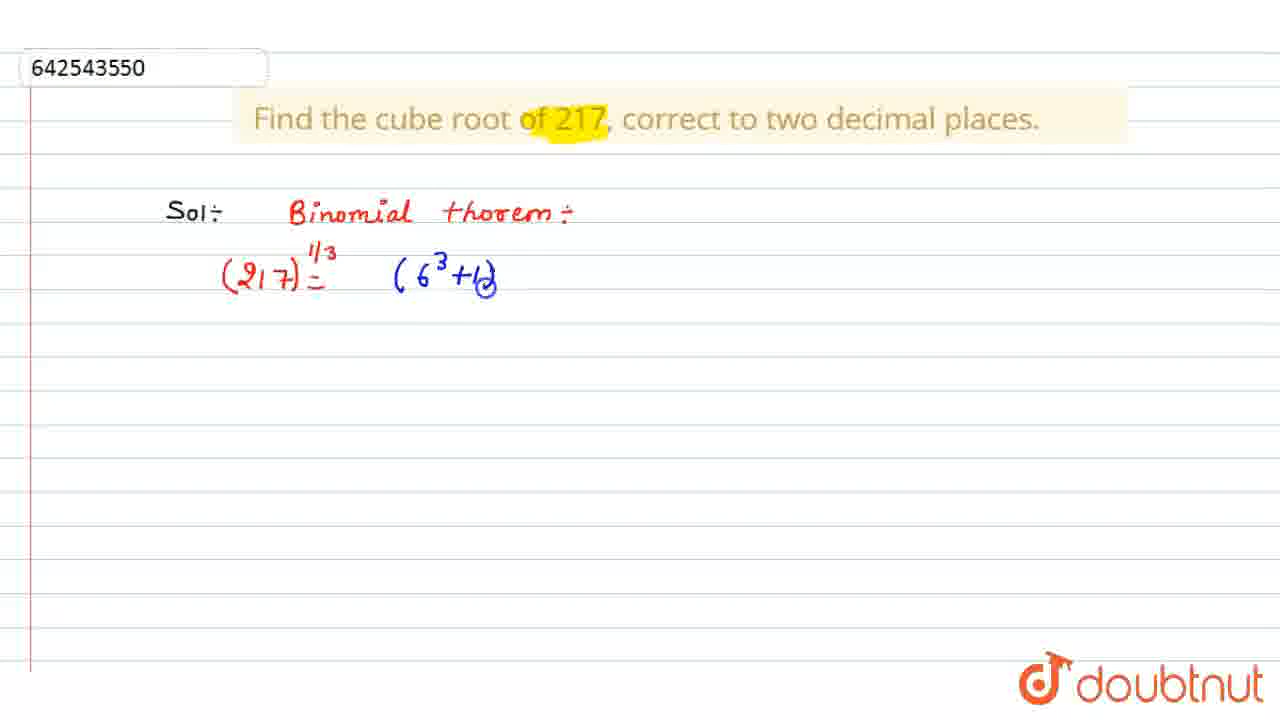 642543550
Find the cube root of 217, correct to two decimal places.
Sol÷ Binomial thorem÷
(217)^1/3 = (6^3+1)
doubtnut